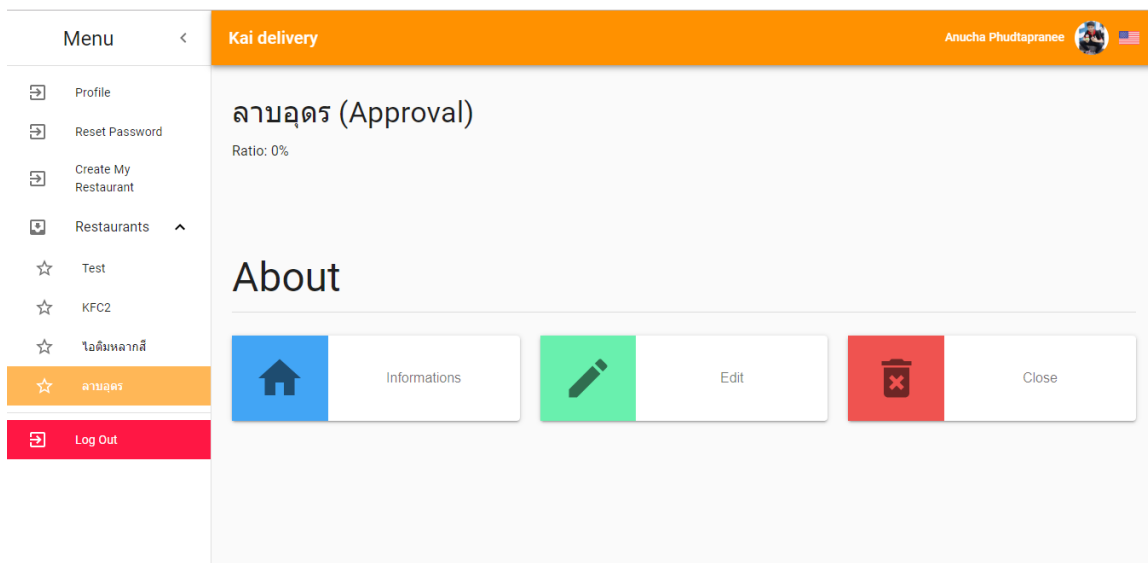 Menu
Kai delivery
Anucha Phudtapranee
Profile
Reset Password
Create My
Restaurant
Restaurants
Test
KFC2
ไอติมหลากสี
ลาบอุดร
Log Out
ลาบอุดร (Approval)
Ratio: 0%
About
Informations
Edit
Close